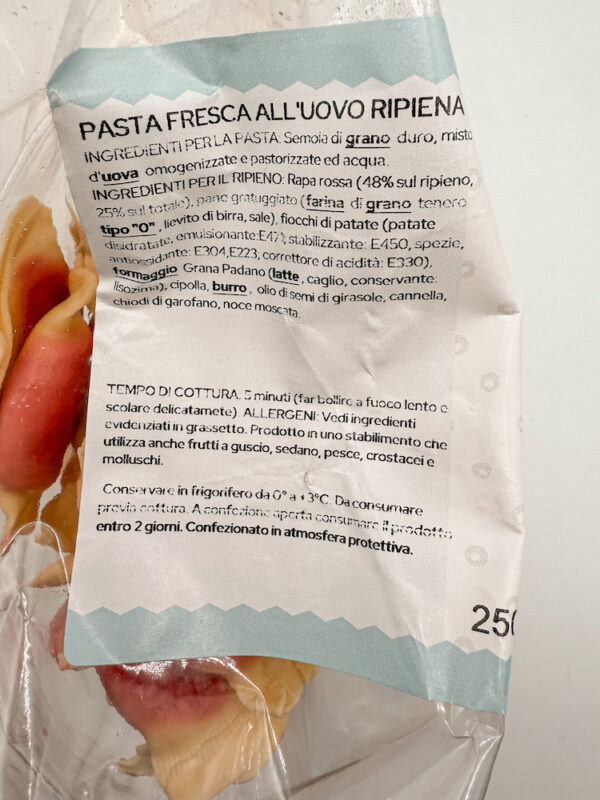 PASTA FRESCA ALL'UOVO RIPIENA
INGREDIENTI PER LA PASTA: Semola di grano duro, misto
d'uova omogenizzate e pastorizzate ed acqua.
INGREDIENTI PER IL RIPIENO: Rapa rossa (48% sul ripieno,
25% sul totale), pane grattuggiato (farina di grano tenero
tipo "0", lievito di birra, sale), fiocchi di patate (patate
disidratate, emulsionante: E471, stabilizzante: E450, spezie,
antiossidante: E304, E223, correttore di acidità: E330),
formaggio Grana Padano (latte, caglio, conservante:
lisozima), cipolla, burro, olio di semi di girasole, cannella,
chiodi di garofano, noce moscata.
TEMPO DI COTTURA: 5 minuti (far bollire a fuoco lento e
scolare delicatamete). ALLERGENI: Vedi ingredienti
evidenziati in grassetto. Prodotto in uno stabilimento che
utilizza anche frutti a guscio, sedano, pesce, crostacei e
molluschi.
Conservare in frigorifero da 0° a +3°C. Da consumare
previa cottura. A confezione aperta consumare il prodotto
entro 2 giorni. Confezionato in atmosfera protettiva.
250